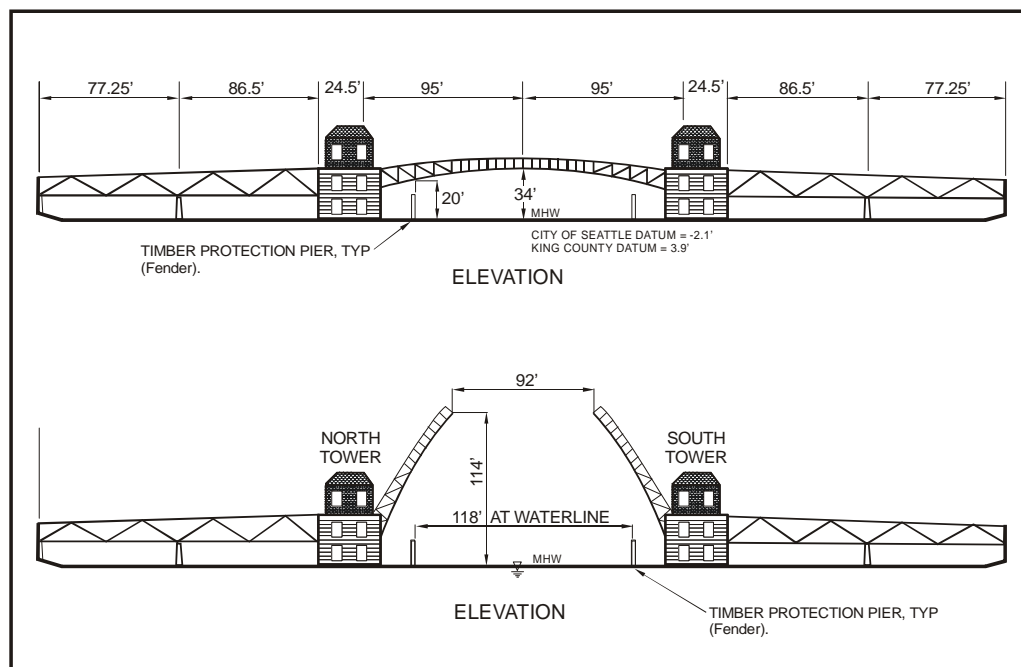 77.25’ 86.5’ 24.5’ 95’ 95’ 24.5’ 86.5’ 77.25’
20’
34’
MHW
CITY OF SEATTLE DATUM = -2.1’
KING COUNTY DATUM = 3.9’
TIMBER PROTECTION PIER, TYP
(Fender).
ELEVATION
92’
NORTH
TOWER
114’
SOUTH
TOWER
118’ AT WATERLINE
MHW
ELEVATION
TIMBER PROTECTION PIER, TYP
(Fender).